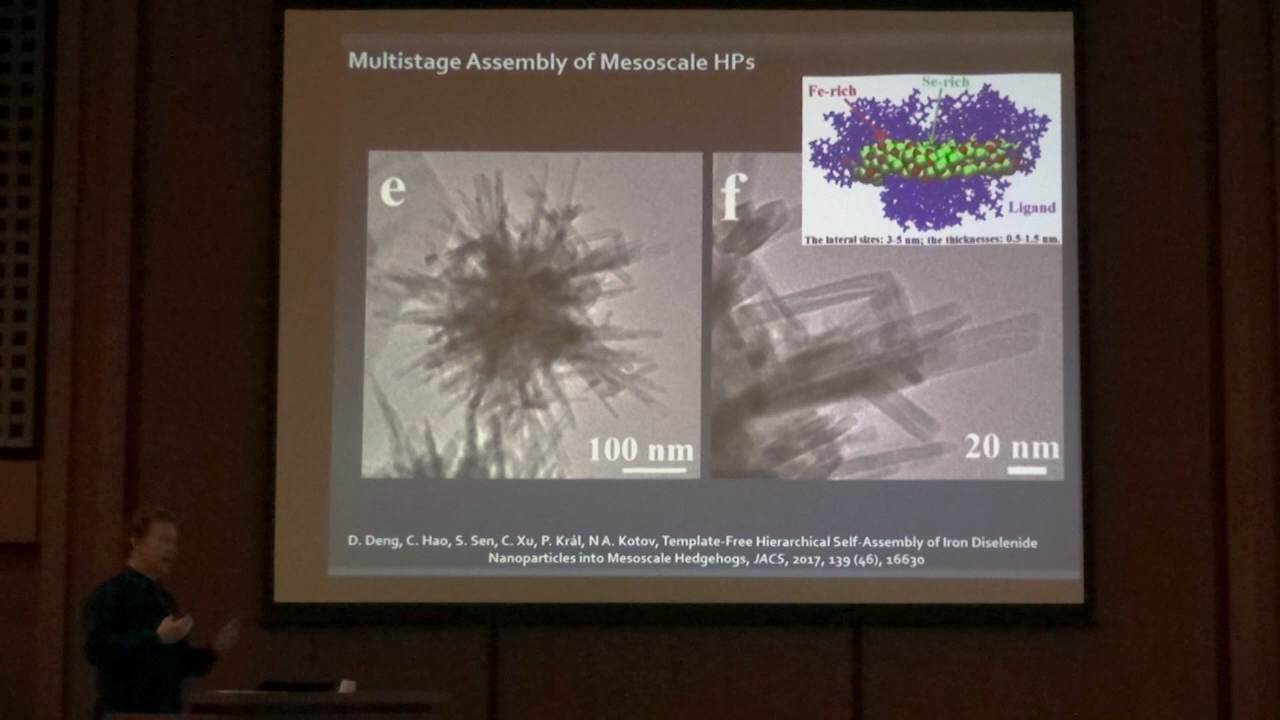 Multistage Assembly of Mesoscale HPs
Fe-rich
Se-rich
Ligand
The lateral sizes: 3-5 nm; the thicknesses: 0.5-1.5 nm.
e
f
100 nm
20 nm
D. Deng, C. Hao, S. Sen, C. Xu, P. Král, N A. Kotov, Template-Free Hierarchical Self-Assembly of Iron Diselenide
Nanoparticles into Mesoscale Hedgehogs, JACS, 2017, 139 (46), 16630